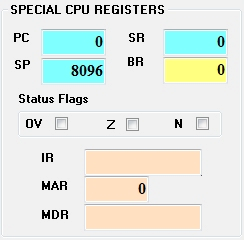 SPECIAL CPU REGISTERS
PC 0 SR 0
SP 8096 BR 0
Status Flags
OV Z N
IR
MAR 0
MDR